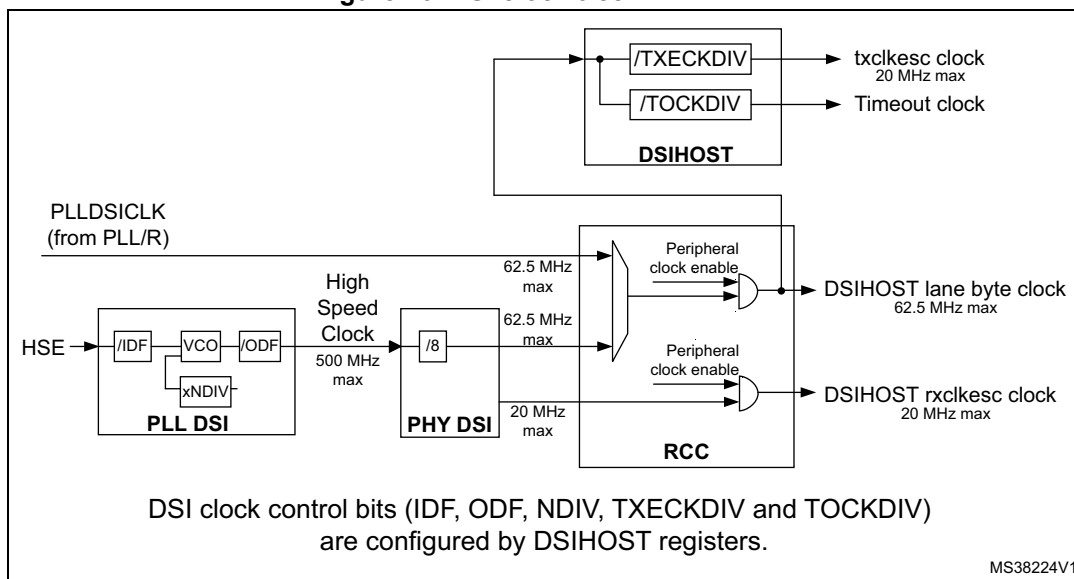 /TXECKDIV
txclkesc clock
20 MHz max
/TOCKDIV
Timeout clock
DSIHOST
PLLDSICLK
(from PLL/R)
62.5 MHz
max
Peripheral
clock enable
DSIHOST lane byte clock
62.5 MHz max
High
Speed
Clock
500 MHz
max
62.5 MHz
max
HSE
/IDF
VCO
/ODF
xNDIV
PLL DSI
/8
PHY DSI
20 MHz
max
Peripheral
clock enable
DSIHOST rxclkesc clock
20 MHz max
RCC
DSI clock control bits (IDF, ODF, NDIV, TXECKDIV and TOCKDIV)
are configured by DSIHOST registers.
MS38224V1